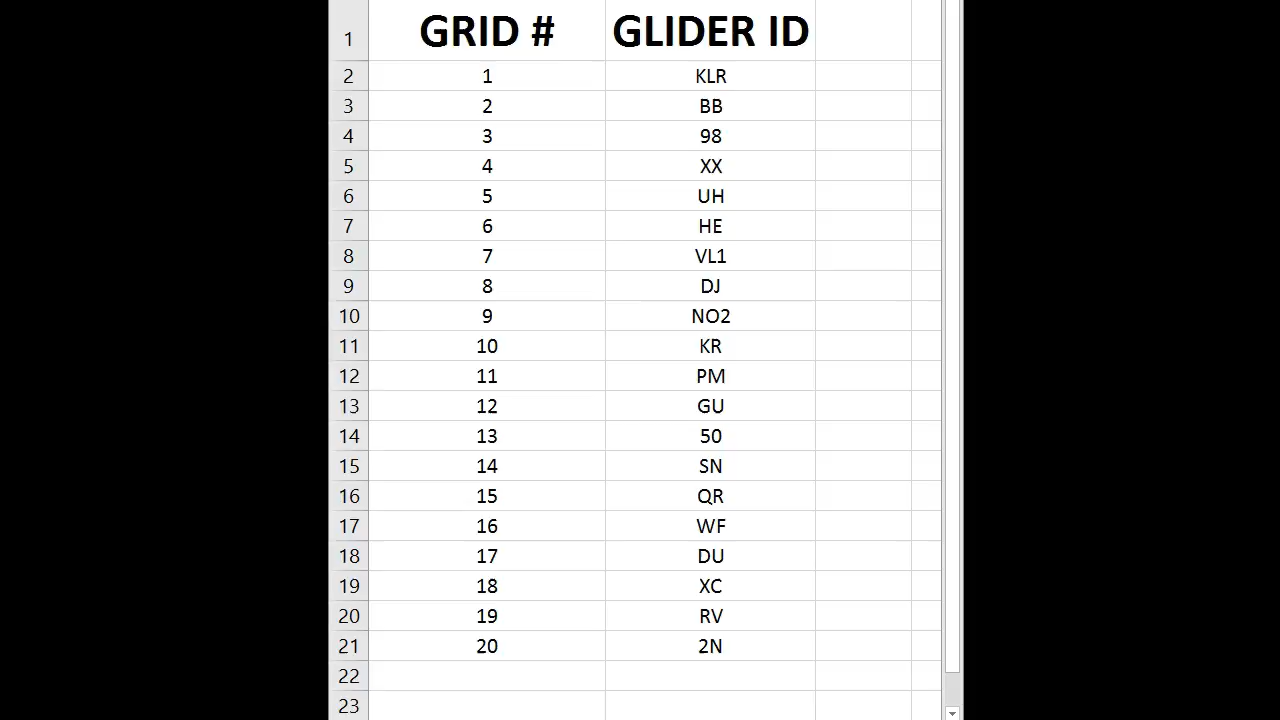 1 GRID # GLIDER ID
2 1 KLR
3 2 BB
4 3 98
5 4 XX
6 5 UH
7 6 HE
8 7 VL1
9 8 DJ
10 9 NO2
11 10 KR
12 11 PM
13 12 GU
14 13 50
15 14 SN
16 15 QR
17 16 WF
18 17 DU
19 18 XC
20 19 RV
21 20 2N
22
23